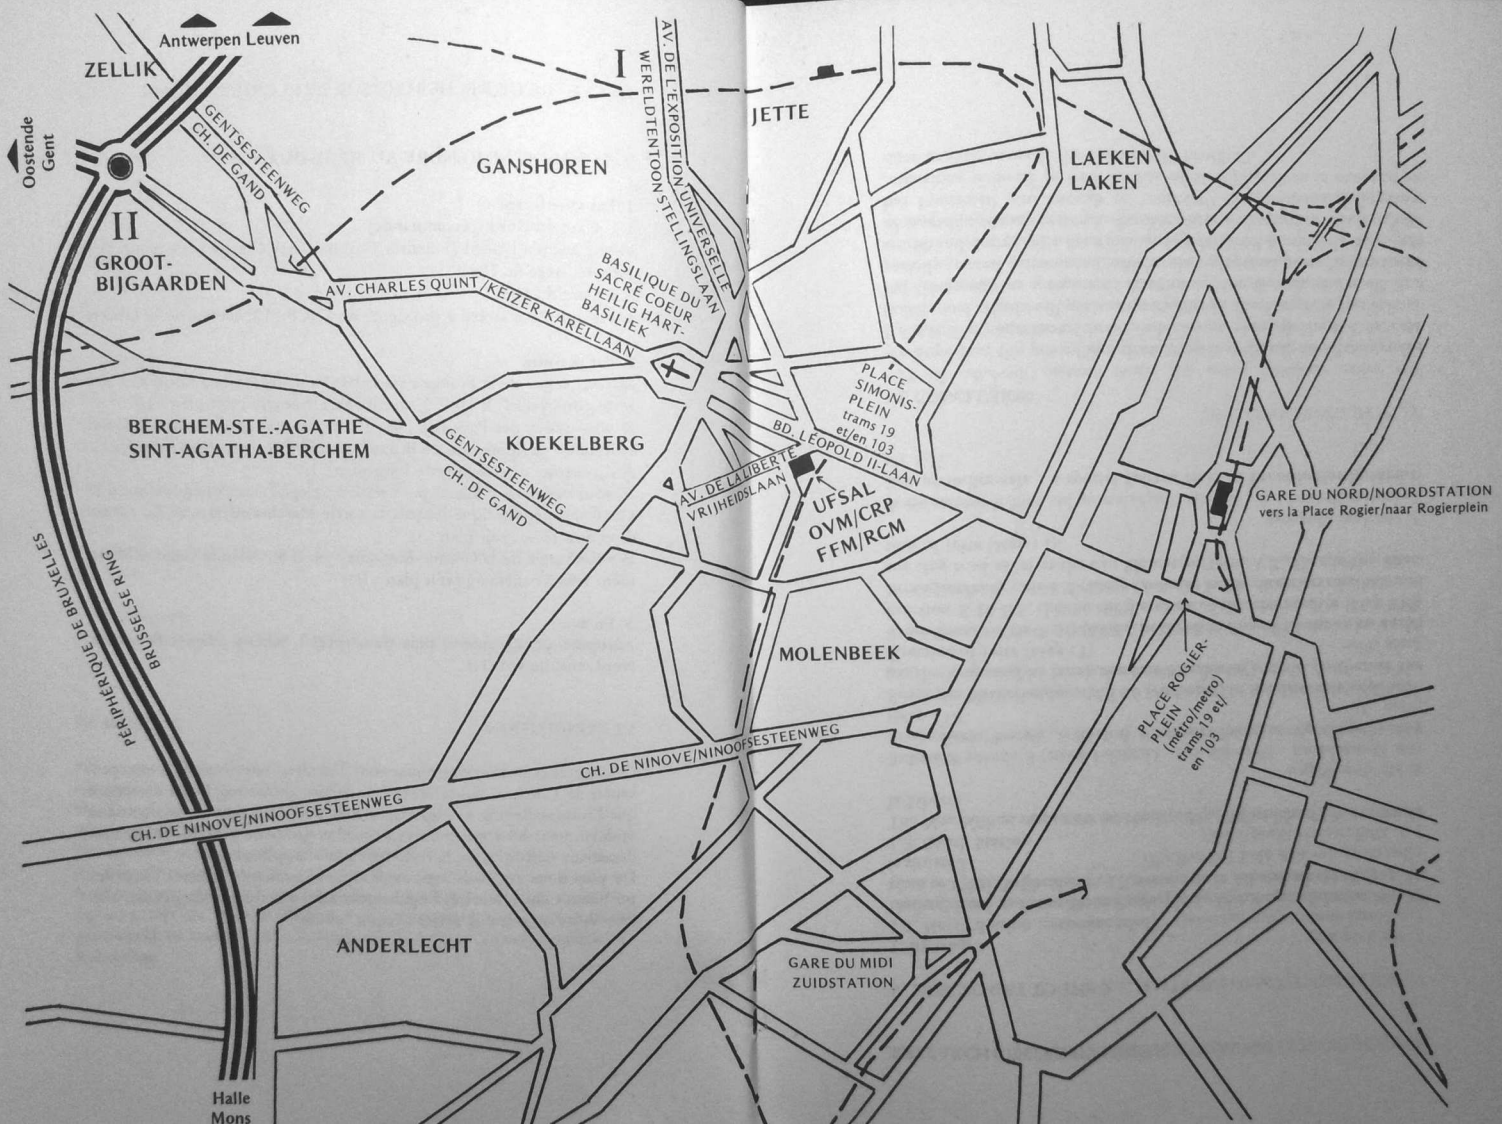 Antwerpen Leuven
ZELLIK
Oostende
Gent
GENTSESTEENWEG
CH. DE GAND
I
AV. DE L'EXPOSITION UNIVERSELLE
WERELDTENTOONSTELLINGSLAAN
JETTE
GANSHOREN
LAEKEN
LAKEN
II
GROOT-
BIJGAARDEN
AV. CHARLES QUINT/KEIZER KARELLAAN
BASILIQUE DU
SACRÉ COEUR
HEILIG HART-
BASILIEK
PLACE
SIMONIS-
PLEIN
trams 19
et/en 103
BERCHEM-STE.-AGATHE
SINT-AGATHA-BERCHEM
KOEKELBERG
GENTSESTEENWEG
CH. DE GAND
BD. LÉOPOLD II-LAAN
AV. DE LALIBERTE
VRIJHEIDSLAAN
UFSAL
OVM/CRP
FFM/RCM
GARE DU NORD/NOORDSTATION
vers la Place Rogier/naar Rogierplein
PÉRIPHÉRIQUE DE BRUXELLES
BRUSSELSE RING
MOLENBEEK
PLACE ROGIER-
PLEIN
(métro/metro)
trams 19 et/
en 103
CH. DE NINOVE/NINOOFSESTEENWEG
CH. DE NINOVE/NINOOFSESTEENWEG
ANDERLECHT
GARE DU MIDI
ZUIDSTATION
Halle
Mons